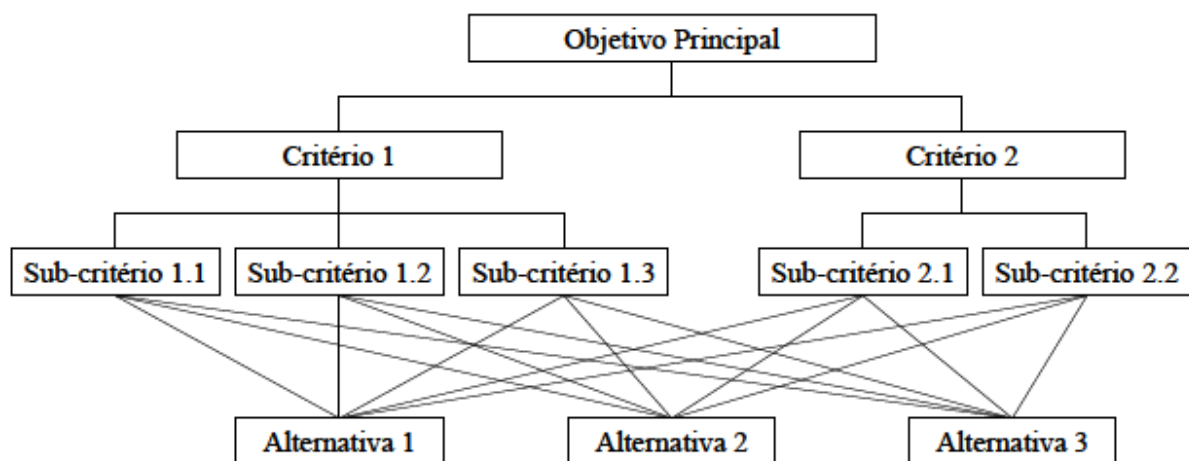 Objetivo Principal
Critério 1
Critério 2
Sub-critério 1.1
Sub-critério 1.2
Sub-critério 1.3
Sub-critério 2.1
Sub-critério 2.2
Alternativa 1
Alternativa 2
Alternativa 3